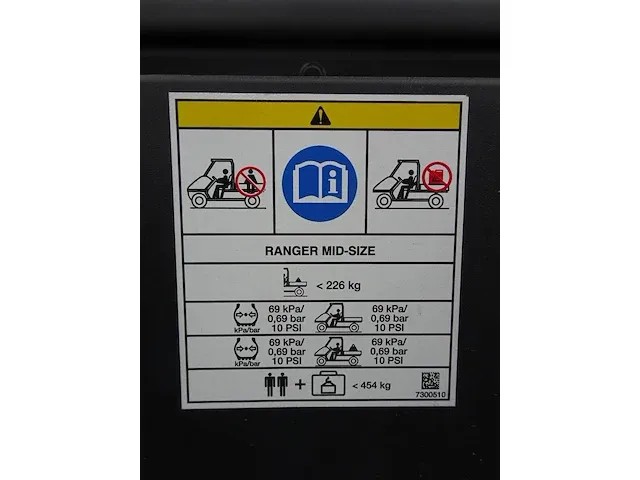 RANGER MID-SIZE
< 226 kg
kPa/bar
69 kPa/
0,69 bar
10 PSI
69 kPa/
0,69 bar
10 PSI
kPa/bar
69 kPa/
0,69 bar
10 PSI
69 kPa/
0,69 bar
10 PSI
+
< 454 kg
7300510